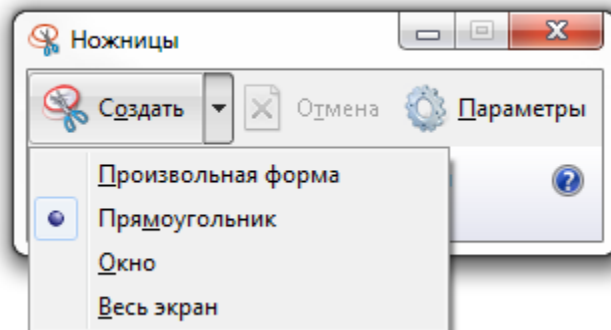 Ножницы
Создать Отмена Параметры
Произвольная форма
Прямоугольник
Окно
Весь экран